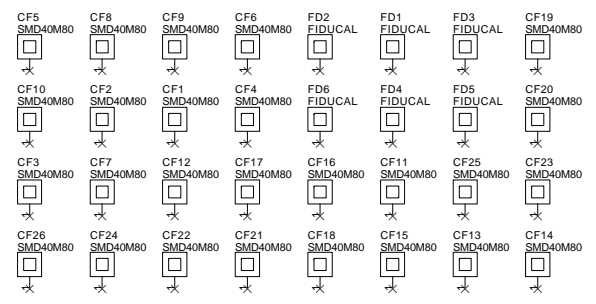 CF5 CF8 CF9 CF6 FD2 FD1 FD3 CF19
SMD40M80 SMD40M80 SMD40M80 SMD40M80 FIDUCAL FIDUCAL FIDUCAL SMD40M80
CF10 CF2 CF1 CF4 FD6 FD4 FD5 CF20
SMD40M80 SMD40M80 SMD40M80 SMD40M80 FIDUCAL FIDUCAL FIDUCAL SMD40M80
CF3 CF7 CF12 CF17 CF16 CF11 CF25 CF23
SMD40M80 SMD40M80 SMD40M80 SMD40M80 SMD40M80 SMD40M80 SMD40M80 SMD40M80
CF26 CF24 CF22 CF21 CF18 CF15 CF13 CF14
SMD40M80 SMD40M80 SMD40M80 SMD40M80 SMD40M80 SMD40M80 SMD40M80 SMD40M80